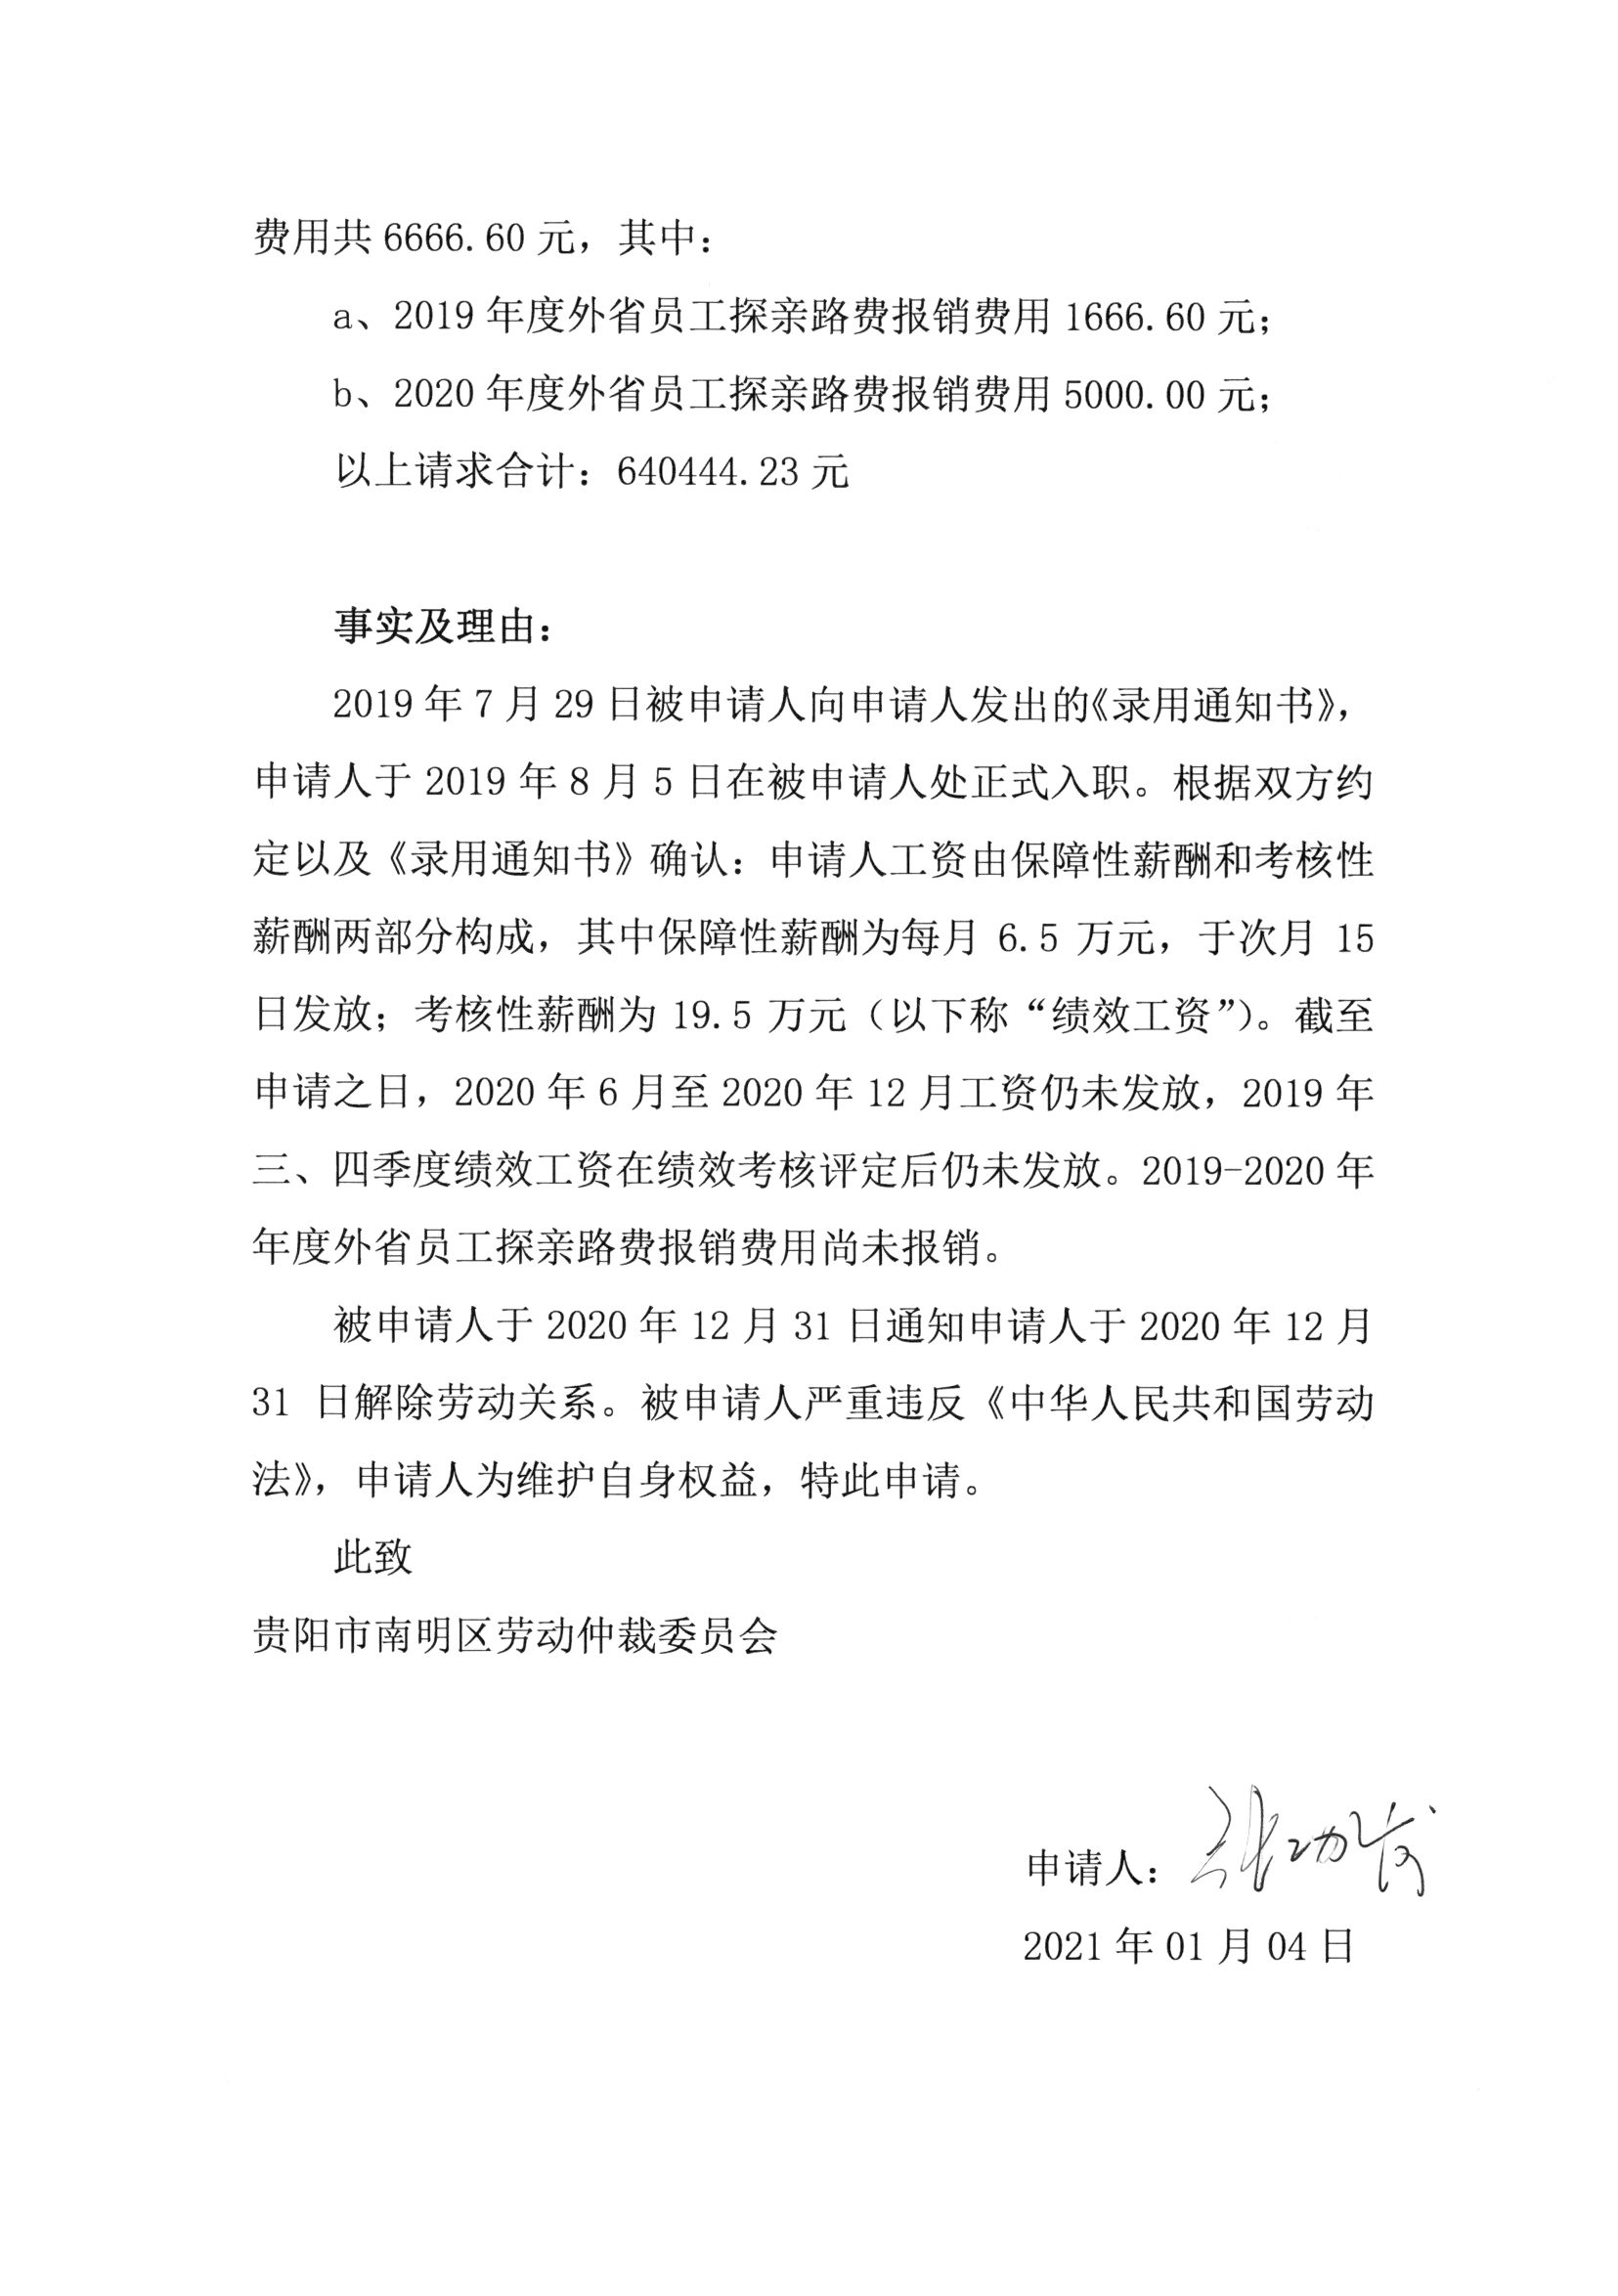 费用共 6666.60 元，其中：
a、2019 年度外省员工探亲路费报销费用 1666.60 元；
b、2020 年度外省员工探亲路费报销费用 5000.00 元；
以上请求合计：640444.23 元
事实及理由：
2019 年 7 月 29 日被申请人向申请人发出的《录用通知书》，
申请人于 2019 年 8 月 5 日在被申请人处正式入职。根据双方约
定以及《录用通知书》确认：申请人工资由保障性薪酬和考核性
薪酬两部分构成，其中保障性薪酬为每月 6.5 万元，于次月 15
日发放；考核性薪酬为 19.5 万元（以下称“绩效工资”）。截至
申请之日，2020 年 6 月至 2020 年 12 月工资仍未发放，2019 年
三、四季度绩效工资在绩效考核评定后仍未发放。2019-2020 年
年度外省员工探亲路费报销费用尚未报销。
被申请人于 2020 年 12 月 31 日通知申请人于 2020 年 12 月
31 日解除劳动关系。被申请人严重违反《中华人民共和国劳动
法》，申请人为维护自身权益，特此申请。
此致
贵阳市南明区劳动仲裁委员会
申请人：
2021 年 01 月 04 日